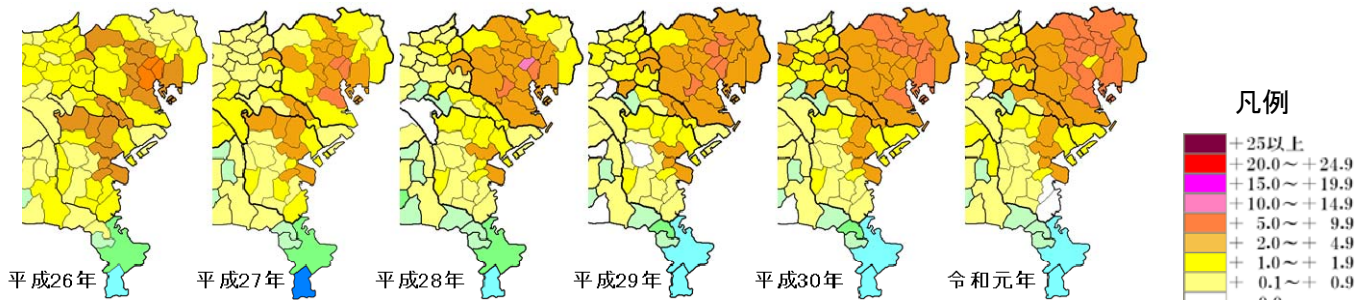 平成26年
平成27年
平成28年
平成29年
平成30年
令和元年
凡例
+25以上
+20.0~+24.9
+15.0~+19.9
+10.0~+14.9
+ 5.0~+ 9.9
+ 2.0~+ 4.9
+ 1.0~+ 1.9
+ 0.1~+ 0.9